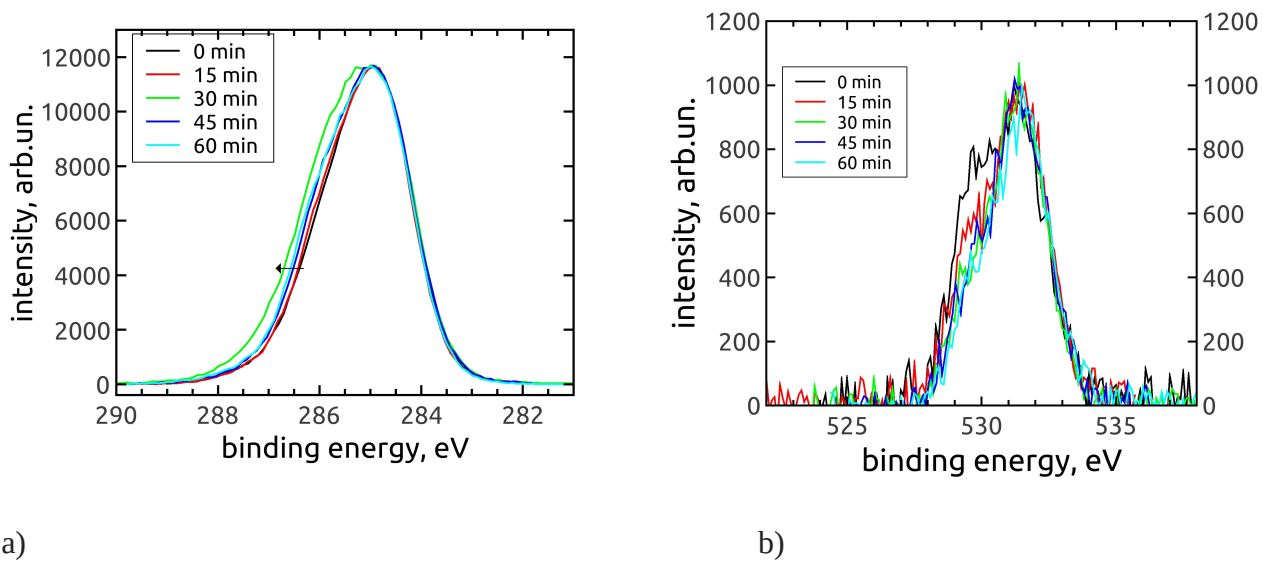 12000
10000
8000
6000
4000
2000
0
290
288
286
284
282
intensity, arb.un.
binding energy, eV
0 min
15 min
30 min
45 min
60 min
a)
1200
1000
800
600
400
200
0
1200
1000
800
600
400
200
0
525
530
535
intensity, arb.un.
binding energy, eV
0 min
15 min
30 min
45 min
60 min
b)